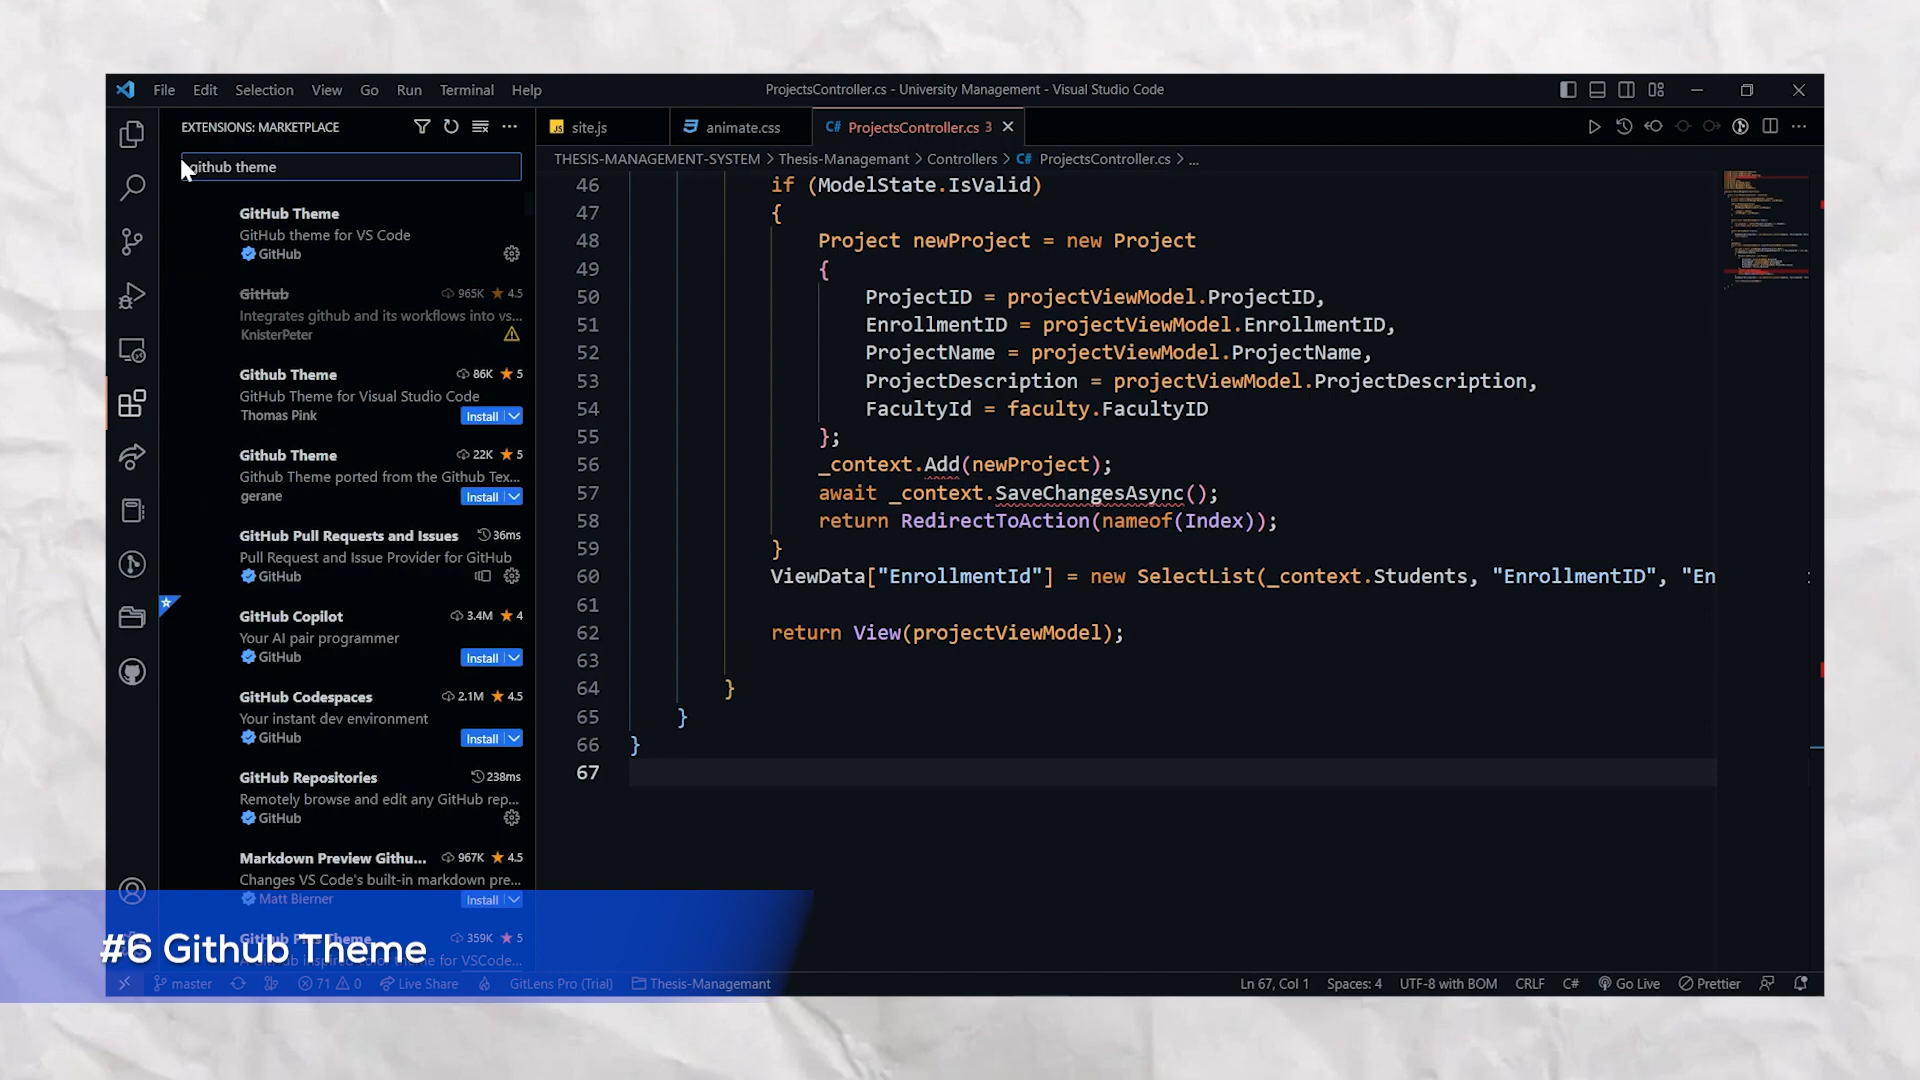 File Edit Selection View Go Run Terminal Help
ProjectsController.cs - University Management - Visual Studio Code
EXTENSIONS: MARKETPLACE
github theme
GitHub Theme
GitHub theme for VS Code
GitHub
GitHub 965K 4.5
Integrates github and its workflows into vs...
KnisterPeter
Github Theme 86K 5
GitHub Theme for Visual Studio Code
Thomas Pink Install
Github Theme 22K 5
Github Theme ported from the Github Tex...
gerane Install
GitHub Pull Requests and Issues 36ms
Pull Request and Issue Provider for GitHub
GitHub
GitHub Copilot 3.4M 4
Your AI pair programmer
GitHub Install
GitHub Codespaces 2.1M 4.5
Your instant dev environment
GitHub Install
GitHub Repositories 238ms
Remotely browse and edit any GitHub rep...
GitHub
Markdown Preview Githu... 967K 4.5
Changes VS Code's built-in markdown pre...
Matt Bierner Install
359K 5
for VSCode...
JS site.js animate.css C# ProjectsController.cs 3
THESIS-MANAGEMENT-SYSTEM > Thesis-Managemant > Controllers > C# ProjectsController.cs > ...
46 if (ModelState.IsValid)
47 {
48 Project newProject = new Project
49 {
50 ProjectID = projectViewModel.ProjectID,
51 EnrollmentID = projectViewModel.EnrollmentID,
52 ProjectName = projectViewModel.ProjectName,
53 ProjectDescription = projectViewModel.ProjectDescription,
54 FacultyId = faculty.FacultyID
55 };
56 _context.Add(newProject);
57 await _context.SaveChangesAsync();
58 return RedirectToAction(nameof(Index));
59 }
60 ViewData["EnrollmentId"] = new SelectList(_context.Students, "EnrollmentID", "En
61
62 return View(projectViewModel);
63
64 }
65 }
66 }
67
#6 Github Theme
master 71 0 Live Share GitLens Pro (Trial) Thesis-Managemant
Ln 67, Col 1 Spaces: 4 UTF-8 with BOM CRLF C# Go Live Prettier